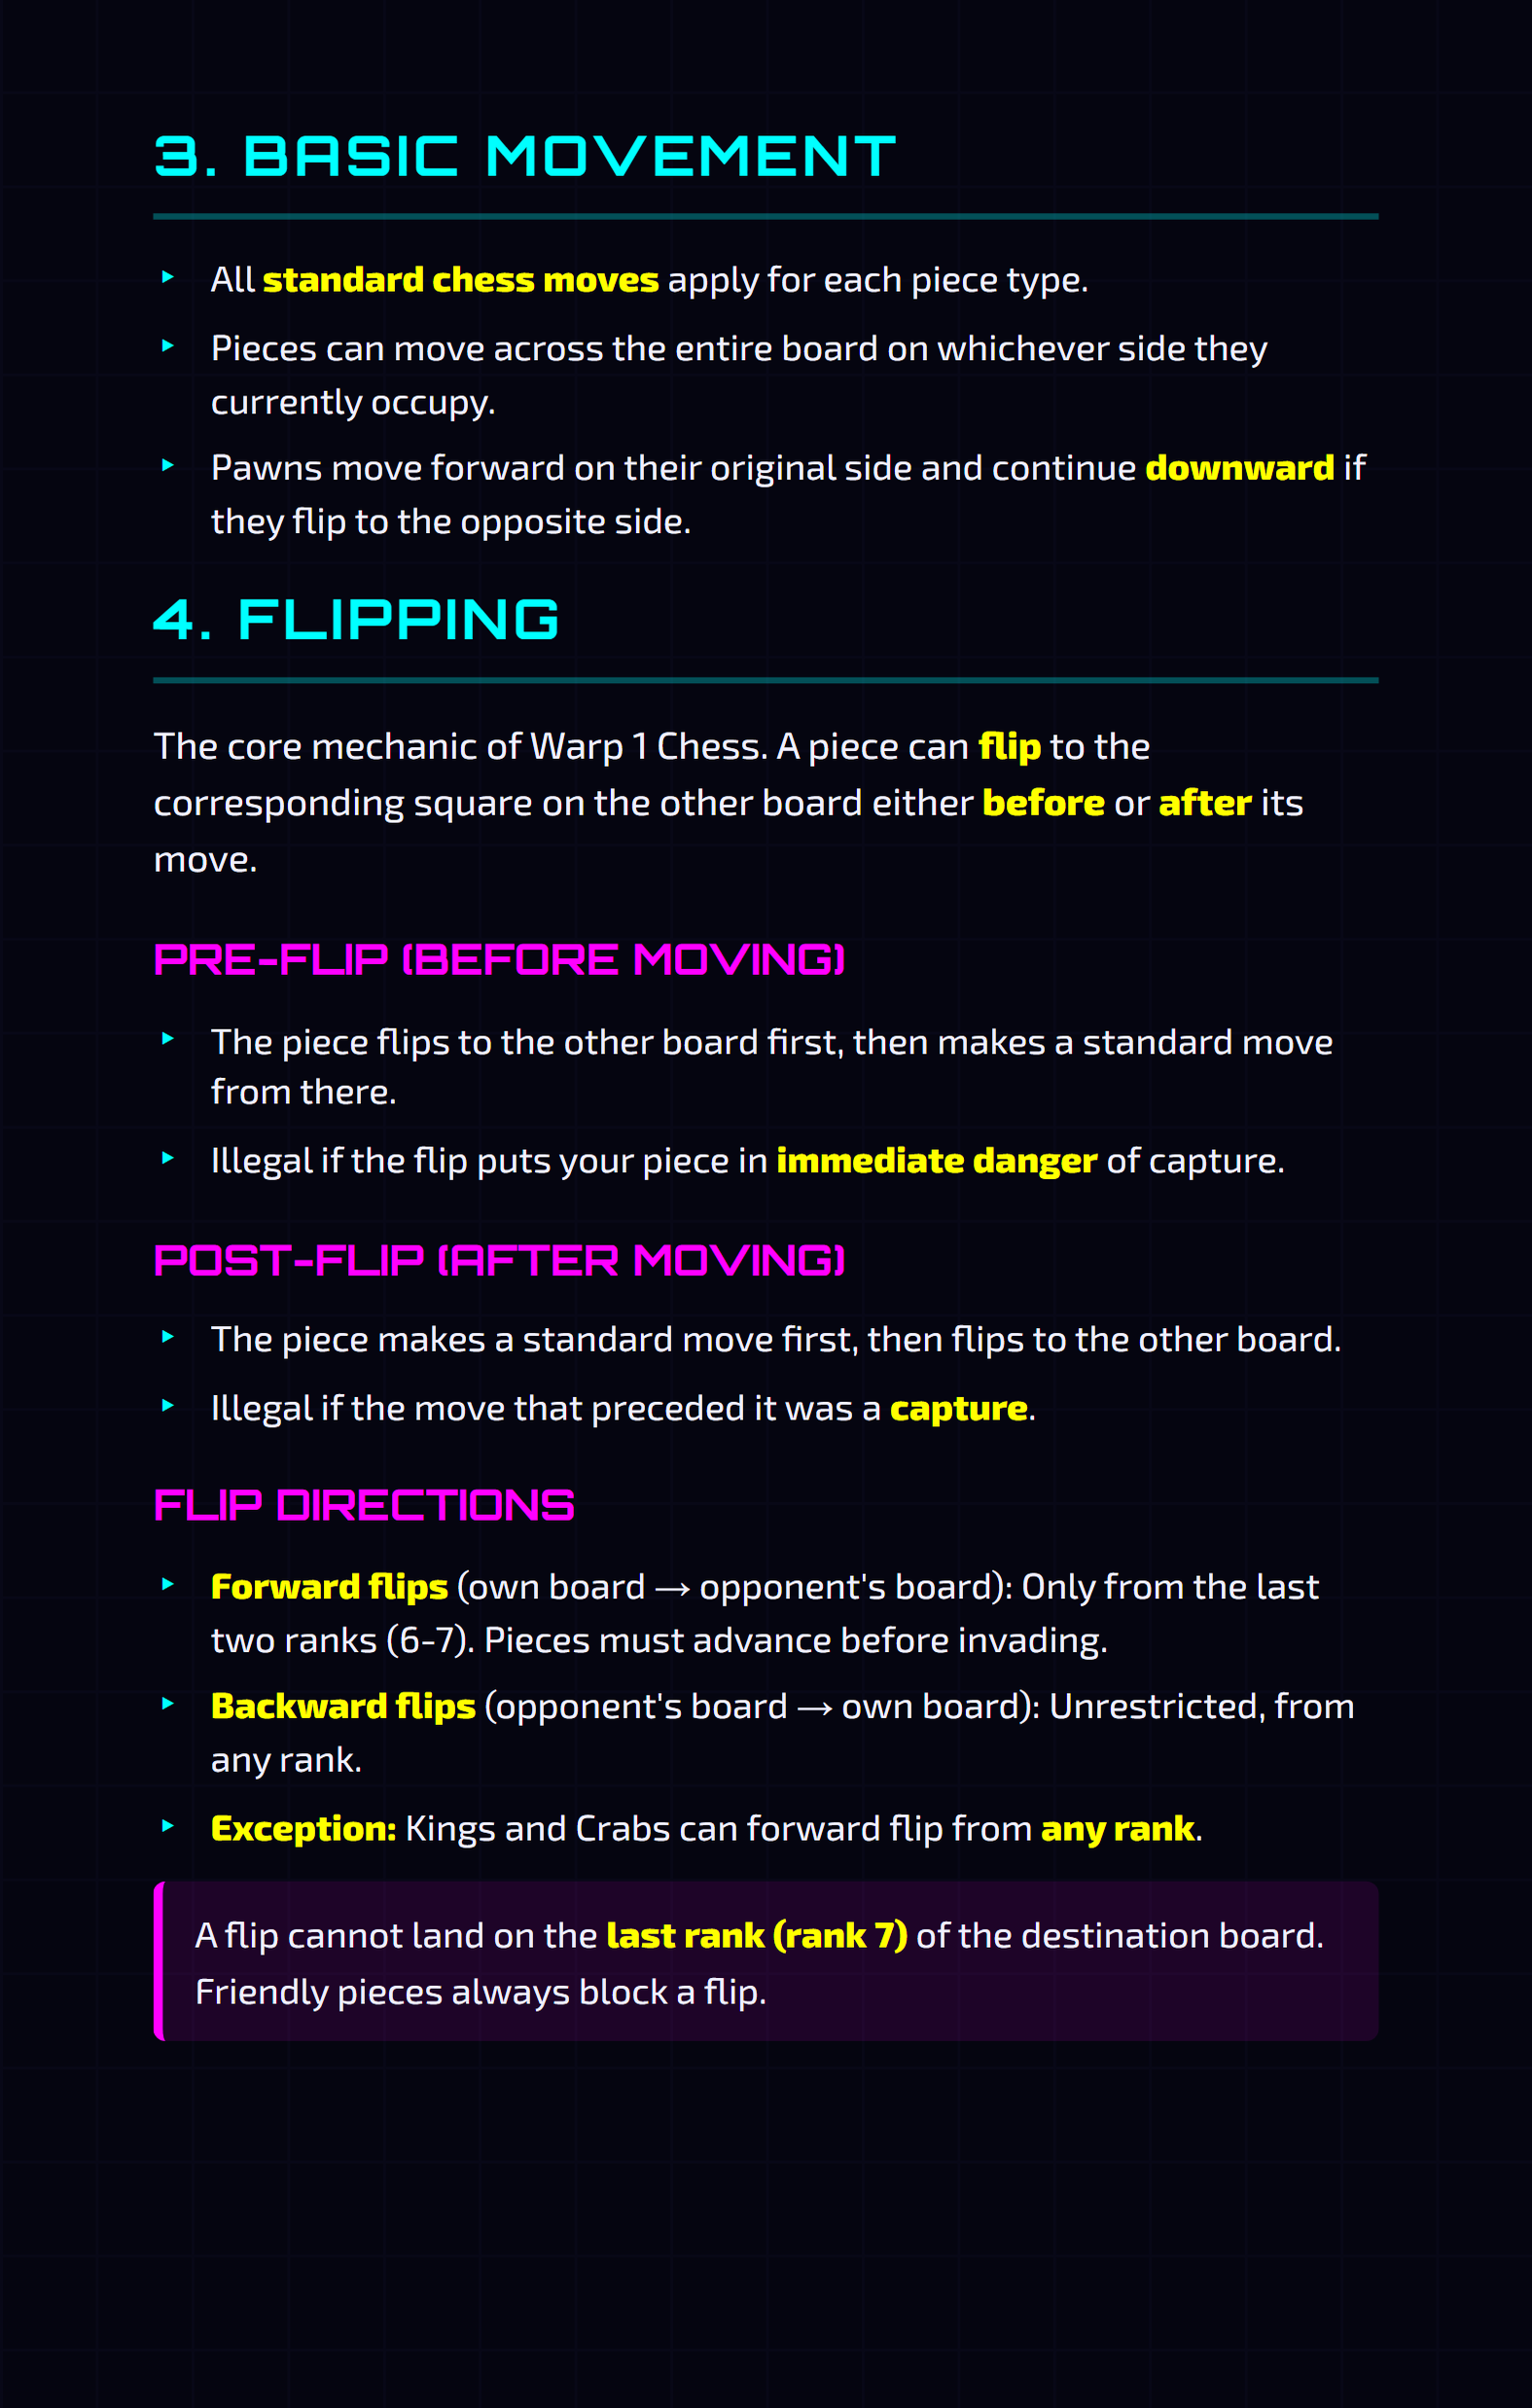 3. BASIC MOVEMENT
‣ All standard chess moves apply for each piece type.
‣ Pieces can move across the entire board on whichever side they
currently occupy.
‣ Pawns move forward on their original side and continue downward if
they flip to the opposite side.
4. FLIPPING
The core mechanic of Warp 1 Chess. A piece can flip to the
corresponding square on the other board either before or after its
move.
PRE-FLIP (BEFORE MOVING)
‣ The piece flips to the other board first, then makes a standard move
from there.
‣ Illegal if the flip puts your piece in immediate danger of capture.
POST-FLIP (AFTER MOVING)
‣ The piece makes a standard move first, then flips to the other board.
‣ Illegal if the move that preceded it was a capture.
FLIP DIRECTIONS
‣ Forward flips (own board → opponent's board): Only from the last
two ranks (6-7). Pieces must advance before invading.
‣ Backward flips (opponent's board → own board): Unrestricted, from
any rank.
‣ Exception: Kings and Crabs can forward flip from any rank.
A flip cannot land on the last rank (rank 7) of the destination board.
Friendly pieces always block a flip.